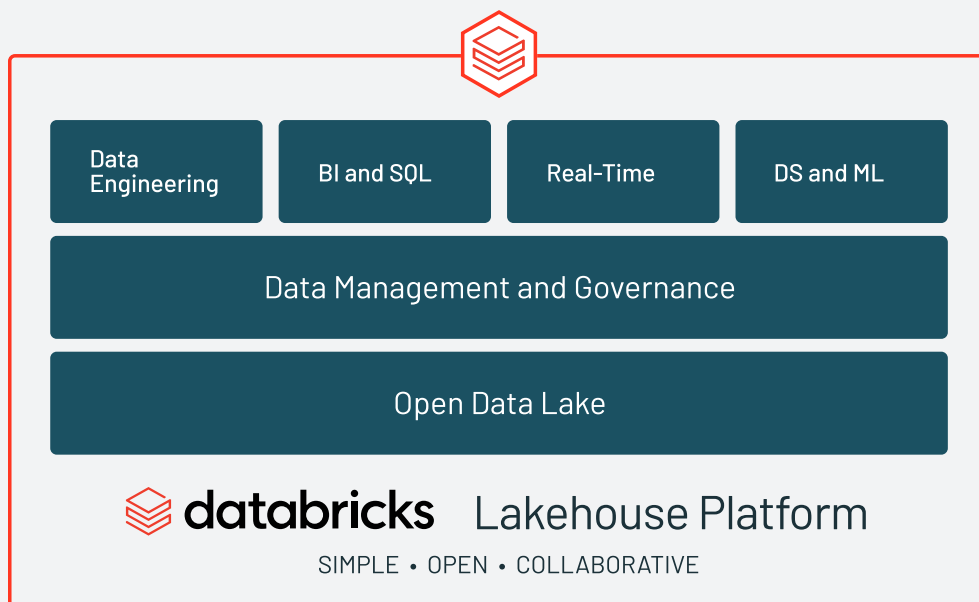 Data
Engineering
BI and SQL
Real-Time
DS and ML
Data Management and Governance
Open Data Lake
databricks Lakehouse Platform
SIMPLE • OPEN • COLLABORATIVE